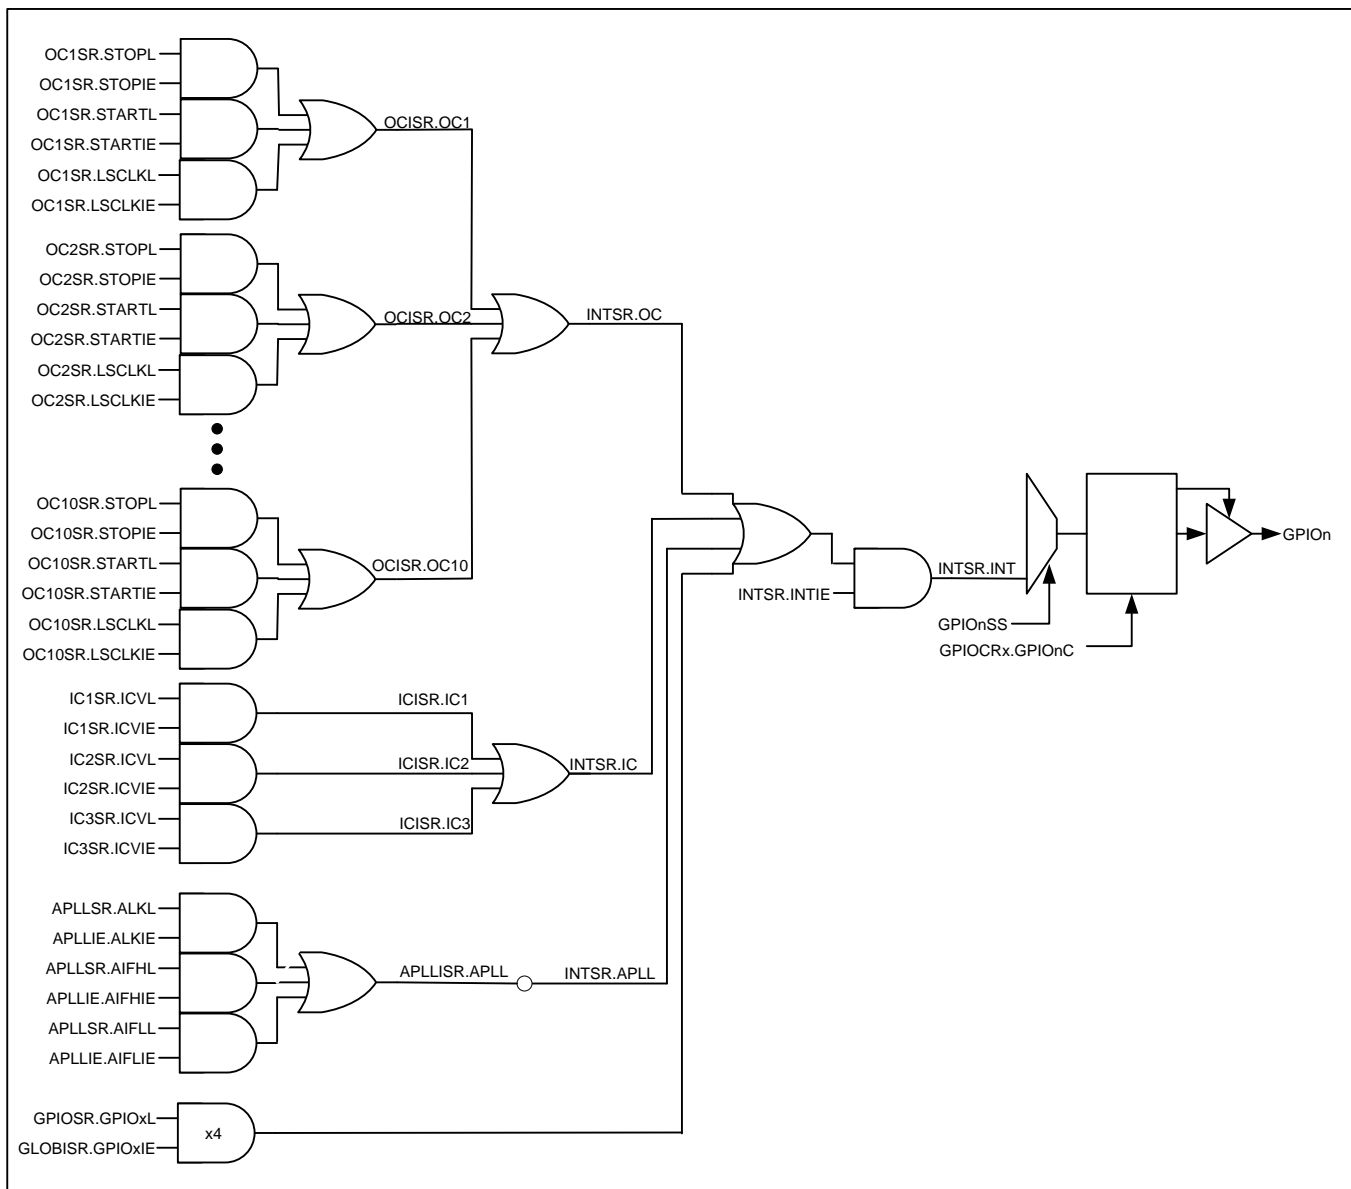 OC1SR.STOPL
OC1SR.STOPIE
OC1SR.STARTL
OC1SR.STARTIE
OC1SR.LSCLKL
OC1SR.LSCLKIE
OCISR.OC1
OC2SR.STOPL
OC2SR.STOPIE
OC2SR.STARTL
OC2SR.STARTIE
OC2SR.LSCLKL
OC2SR.LSCLKIE
OCISR.OC2
INTSR.OC
OC10SR.STOPL
OC10SR.STOPIE
OC10SR.STARTL
OC10SR.STARTIE
OC10SR.LSCLKL
OC10SR.LSCLKIE
OCISR.OC10
INTSR.INTIE
INTSR.INT
GPIOnSS
GPIOCRx.GPIOnC
GPIOn
IC1SR.ICVL
IC1SR.ICVIE
IC2SR.ICVL
IC2SR.ICVIE
IC3SR.ICVL
IC3SR.ICVIE
ICISR.IC1
ICISR.IC2
ICISR.IC3
INTSR.IC
APLLSR.ALKL
APLLIE.ALKIE
APLLSR.AIFHL
APLLIE.AIFHIE
APLLSR.AIFLL
APLLIE.AIFLIE
APLLISR.APLL
INTSR.APLL
GPIOSR.GPIOxL
GLOBISR.GPIOxIE
x4